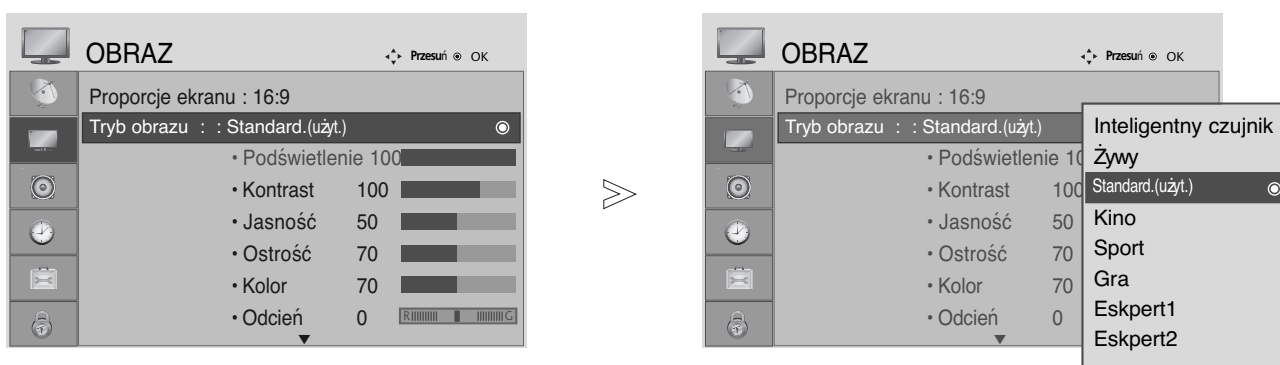 OBRAZ
Przesuń OK
Proporcje ekranu : 16:9
Tryb obrazu : : Standard.(użyt.)
• Podświetlenie 100
• Kontrast 100
• Jasność 50
• Ostrość 70
• Kolor 70
• Odcień 0 R G
>
OBRAZ
Przesuń OK
Proporcje ekranu : 16:9
Tryb obrazu : : Standard.(użyt.)
• Podświetlenie 10
• Kontrast 100
• Jasność 50
• Ostrość 70
• Kolor 70
• Odcień 0
Inteligentny czujnik
Żywy
Standard.(użyt.)
Kino
Sport
Gra
Eskpert1
Eskpert2